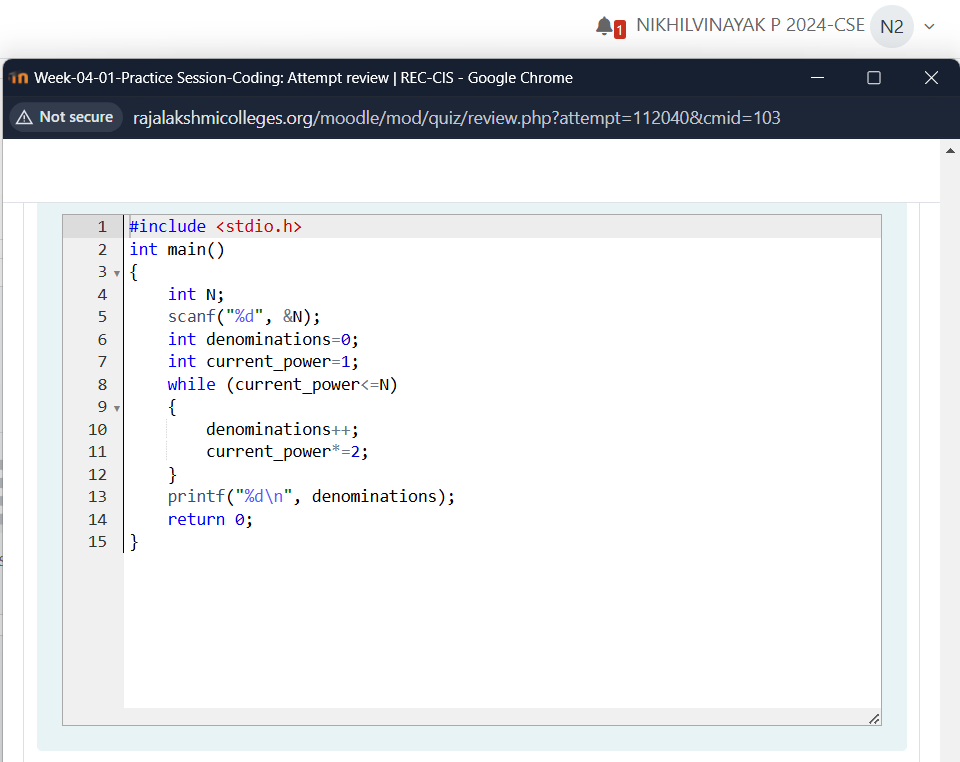 1 NIKHILVINAYAK P 2024-CSE N2
in Week-04-01-Practice Session-Coding: Attempt review | REC-CIS - Google Chrome
Not secure rajalakshmicolleges.org/moodle/mod/quiz/review.php?attempt=112040&cmid=103
1 #include <stdio.h>
2 int main()
3 {
4 int N;
5 scanf("%d", &N);
6 int denominations=0;
7 int current_power=1;
8 while (current_power<=N)
9 {
10 denominations++;
11 current_power*=2;
12 }
13 printf("%d\n", denominations);
14 return 0;
15 }